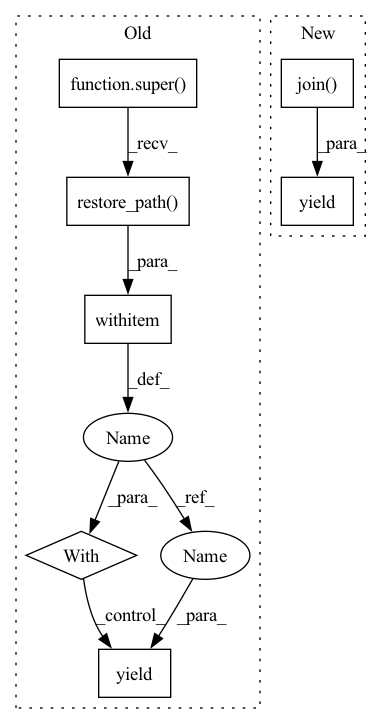 Old
New
function.super()
join()
_recv_
_para_
restore_path()
yield
_para_
withitem
_def_
Name
_para_
_ref_
With
Name
_control_
_para_
yield